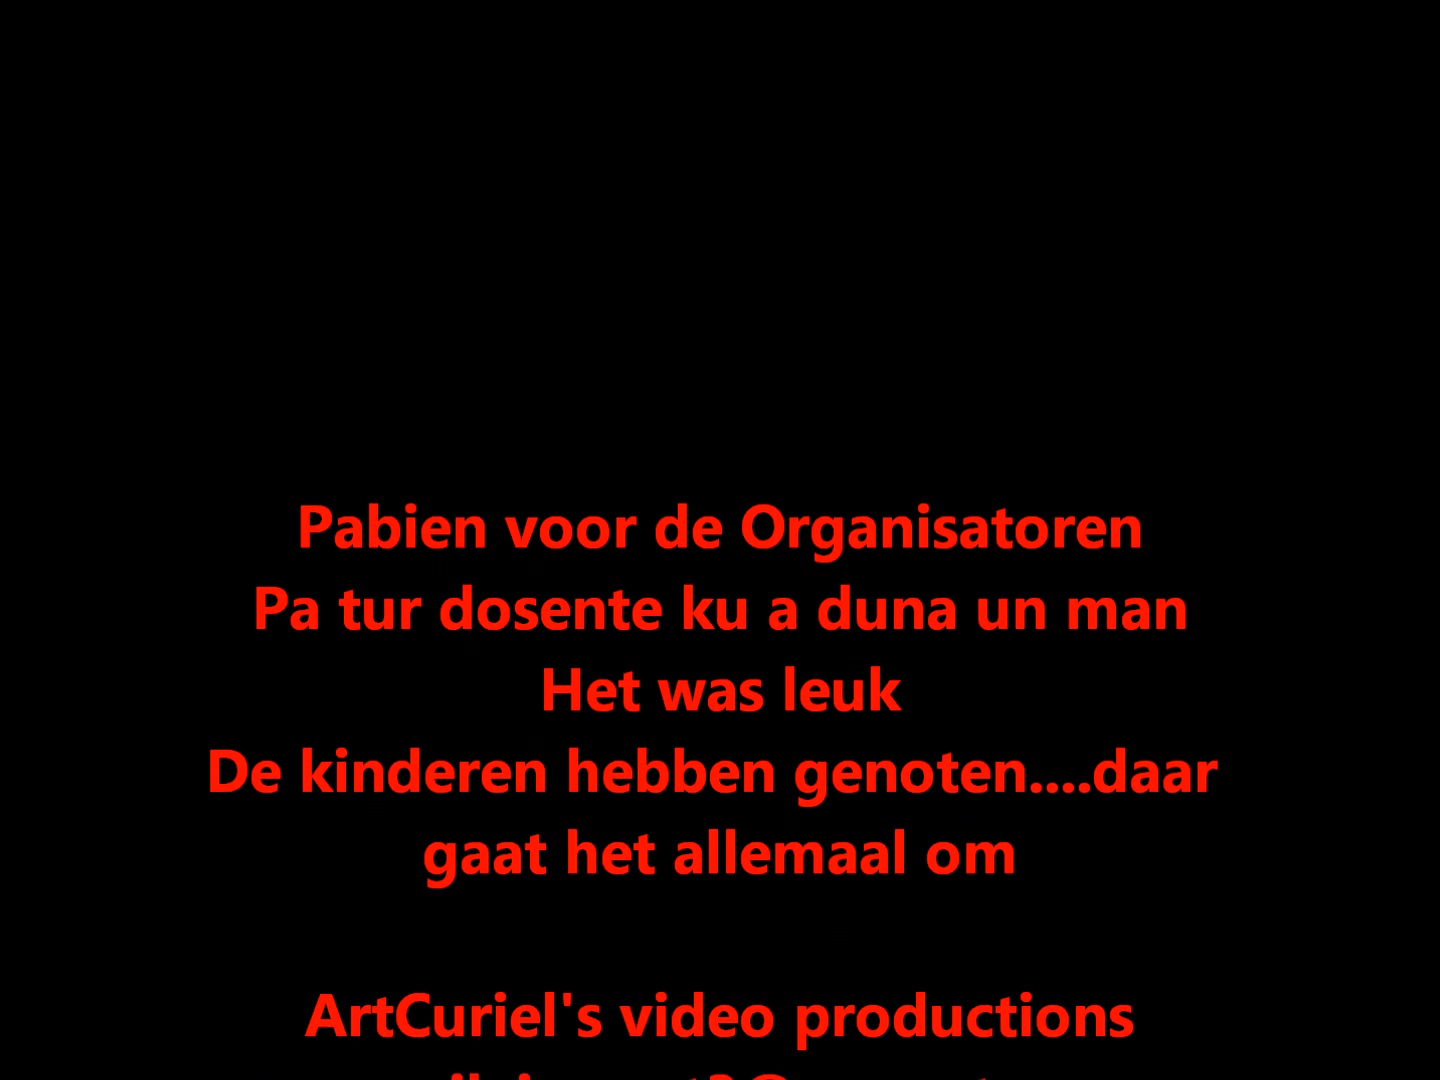 Pabien voor de Organisatoren
Pa tur dosente ku a duna un man
Het was leuk
De kinderen hebben genoten....daar
gaat het allemaal om
ArtCuriel's video productions